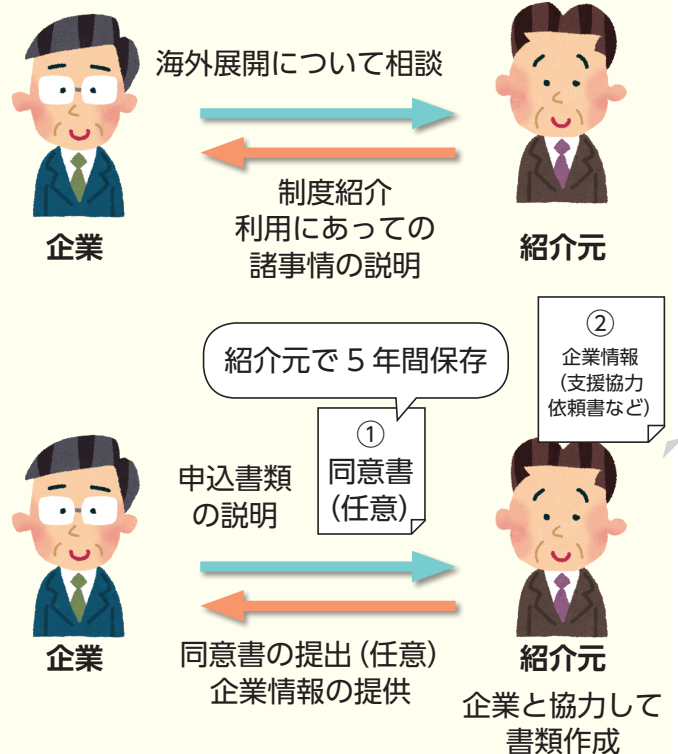 海外展開について相談
制度紹介
利用にあっての
諸事情の説明
企業
紹介元
②
企業情報
(支援協力
依頼書など)
紹介元で5年間保存
①
同意書
(任意)
申込書類
の説明
企業
同意書の提出(任意)
企業情報の提供
紹介元
企業と協力して
書類作成